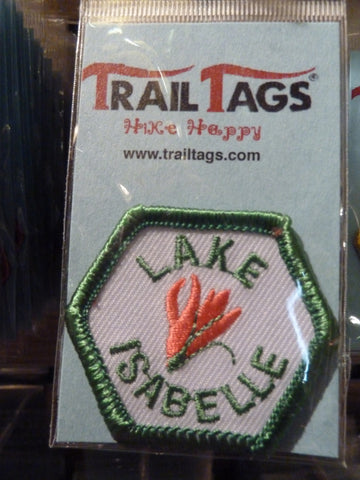 TRAIL TAGS®
Hike Happy
www.trailtags.com
LAKE
ISABELLE